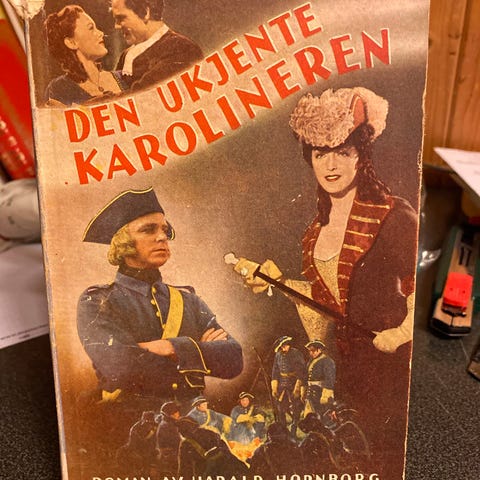 DEN UKJENTE
KAROLINEREN
ROMAN AV HARALD HORNBORG